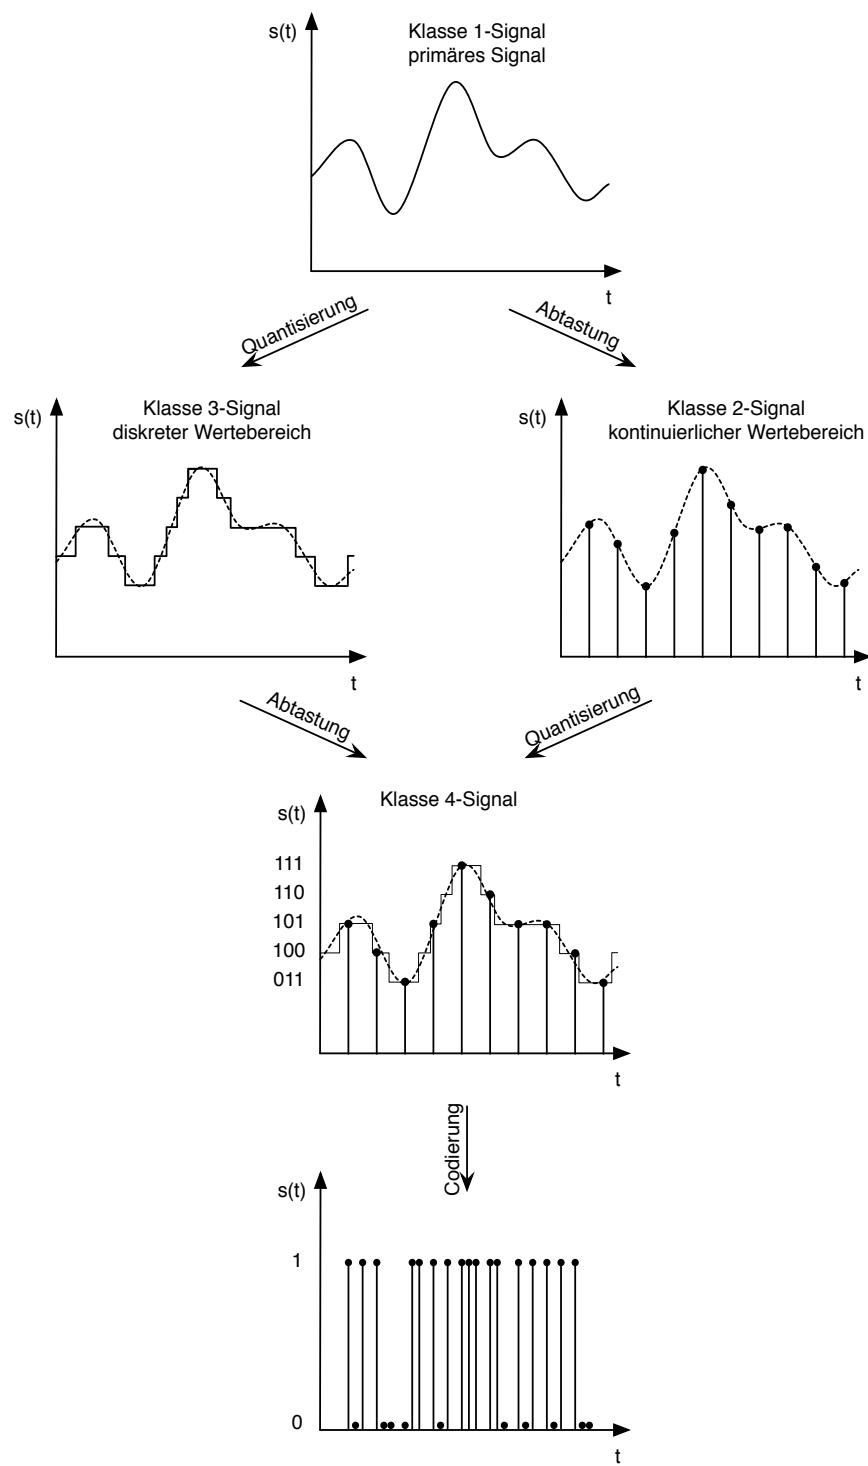 s(t)
Klasse 1-Signal
primäres Signal
t
Quantisierung
Abtastung
s(t)
Klasse 3-Signal
diskreter Wertebereich
t
s(t)
Klasse 2-Signal
kontinuierlicher Wertebereich
t
Abtastung
Quantisierung
s(t)
Klasse 4-Signal
111
110
101
100
011
t
Codierung
s(t)
1
0
t